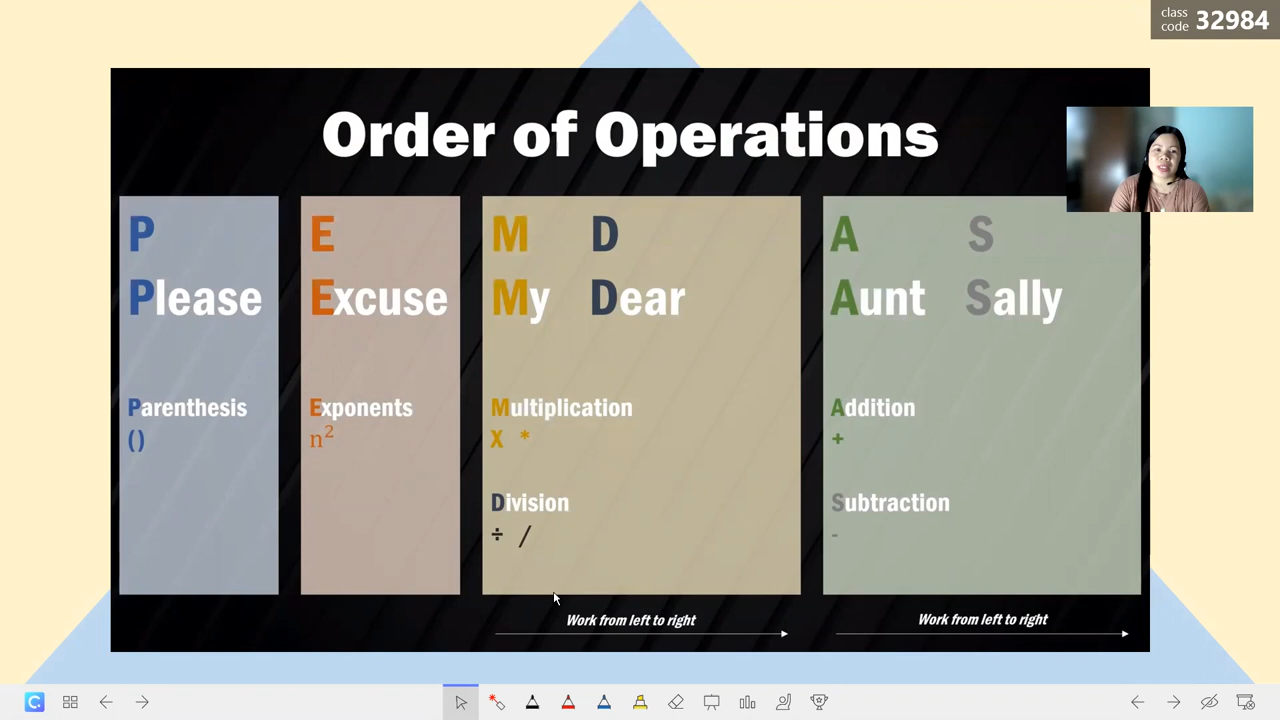 class
code 32984
Order of Operations
P
Please
Parenthesis
()
E
Excuse
Exponents
n²
M D
My Dear
Multiplication
X *
Division
÷ /
Work from left to right
A S
Aunt Sally
Addition
+
Subtraction
-
Work from left to right